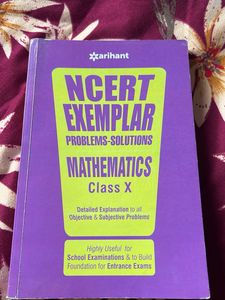 arihant
NCERT
EXEMPLAR
PROBLEMS-SOLUTIONS
MATHEMATICS
Class X
Detailed Explanation to all
Objective & Subjective Problems
Highly Useful for
School Examinations & to Build
Foundation for Entrance Exams